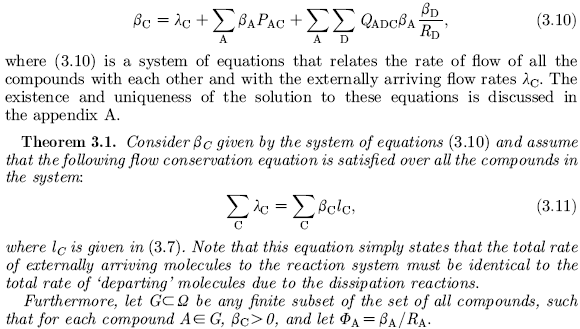 β_C = λ_C + ∑_A β_A P_AC + ∑_A ∑_D Q_ADC β_A β_D/R_D, (3.10)
where (3.10) is a system of equations that relates the rate of flow of all the
compounds with each other and with the externally arriving flow rates λ_C. The
existence and uniqueness of the solution to these equations is discussed in
the appendix A.
Theorem 3.1. Consider β_C given by the system of equations (3.10) and assume
that the following flow conservation equation is satisfied over all the compounds in
the system:
∑_C λ_C = ∑_C β_C l_C, (3.11)
where l_C is given in (3.7). Note that this equation simply states that the total rate
of externally arriving molecules to the reaction system must be identical to the
total rate of ‘departing’ molecules due to the dissipation reactions.
Furthermore, let G⊂Ω be any finite subset of the set of all compounds, such
that for each compound A∈G, β_C>0, and let Φ_A=β_A/R_A.